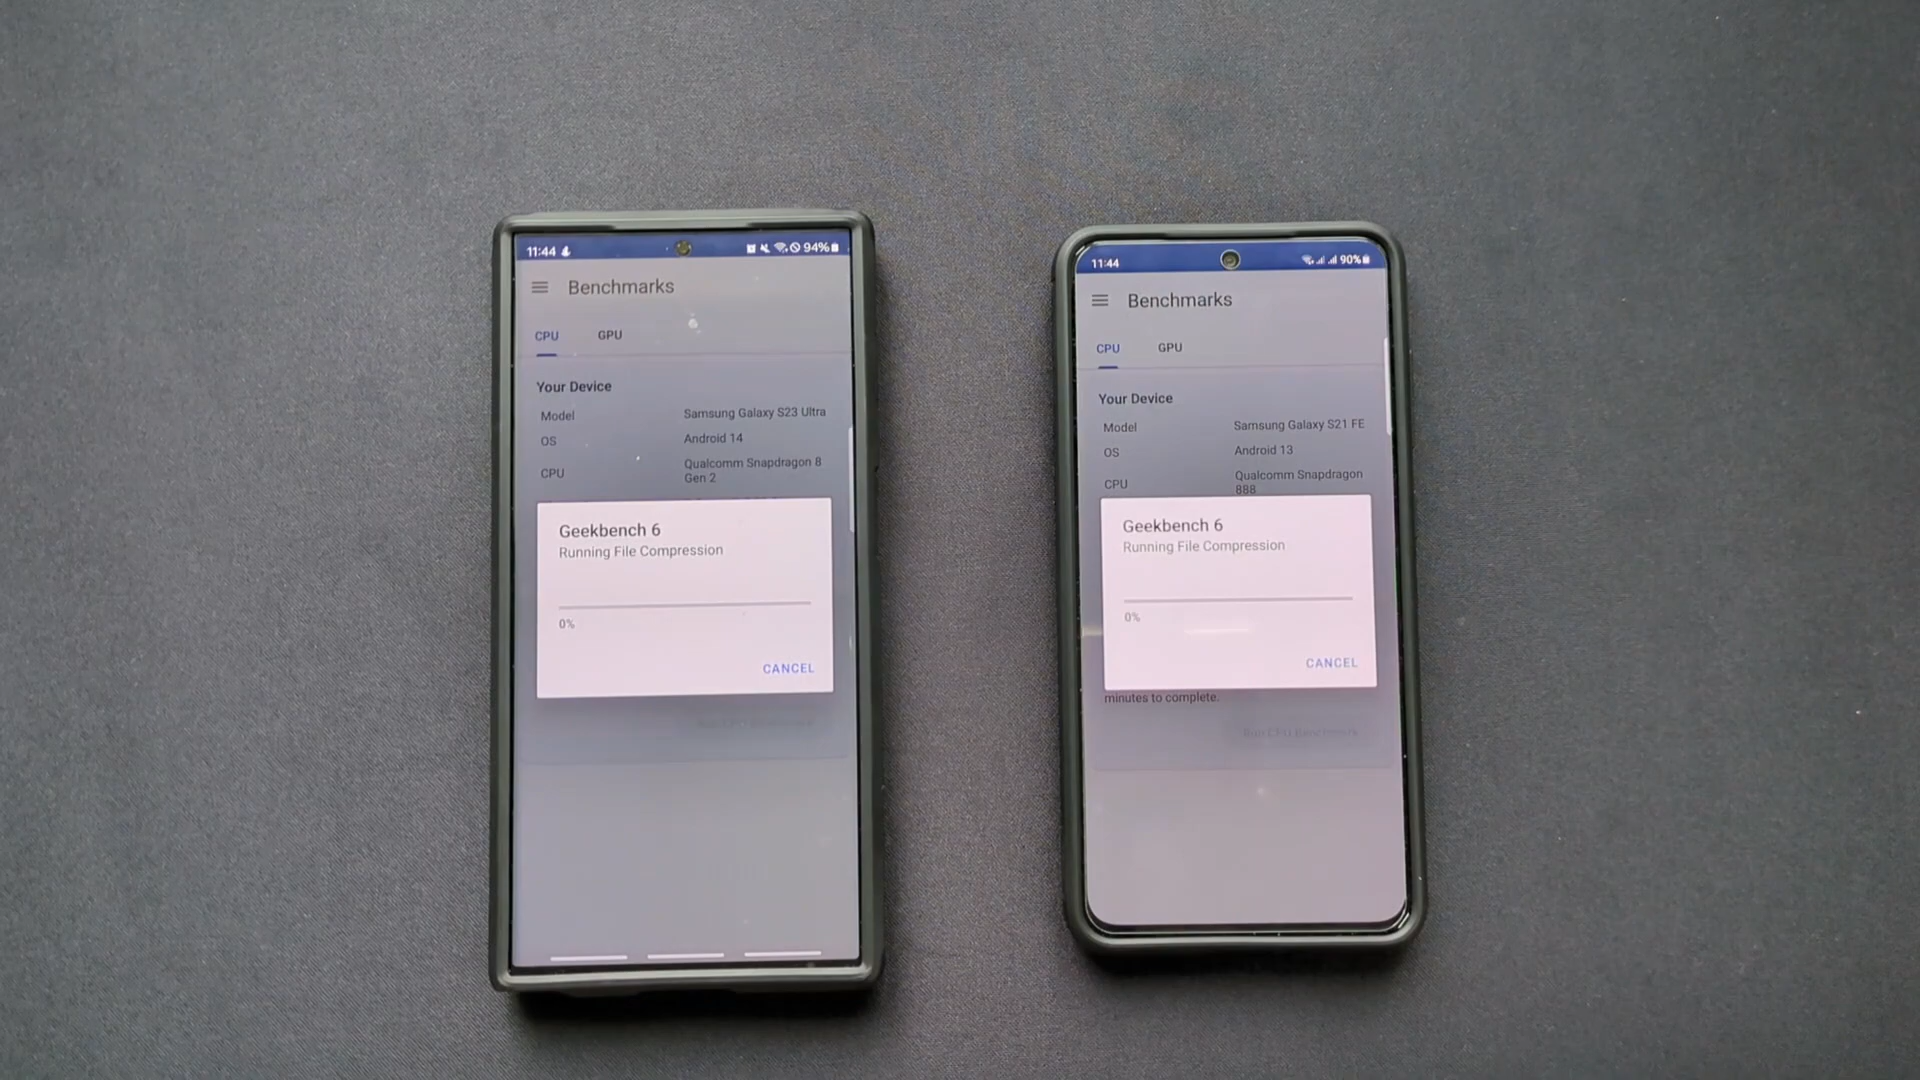 11:44
94%
Benchmarks
CPU
GPU
Your Device
Model
Samsung Galaxy S23 Ultra
OS
Android 14
CPU
Qualcomm Snapdragon 8
Gen 2
Geekbench 6
Running File Compression
0%
CANCEL
11:44
90%
Benchmarks
CPU
GPU
Your Device
Model
Samsung Galaxy S21 FE
OS
Android 13
CPU
Qualcomm Snapdragon
888
Geekbench 6
Running File Compression
0%
CANCEL
minutes to complete.
Run CPU Benchmark